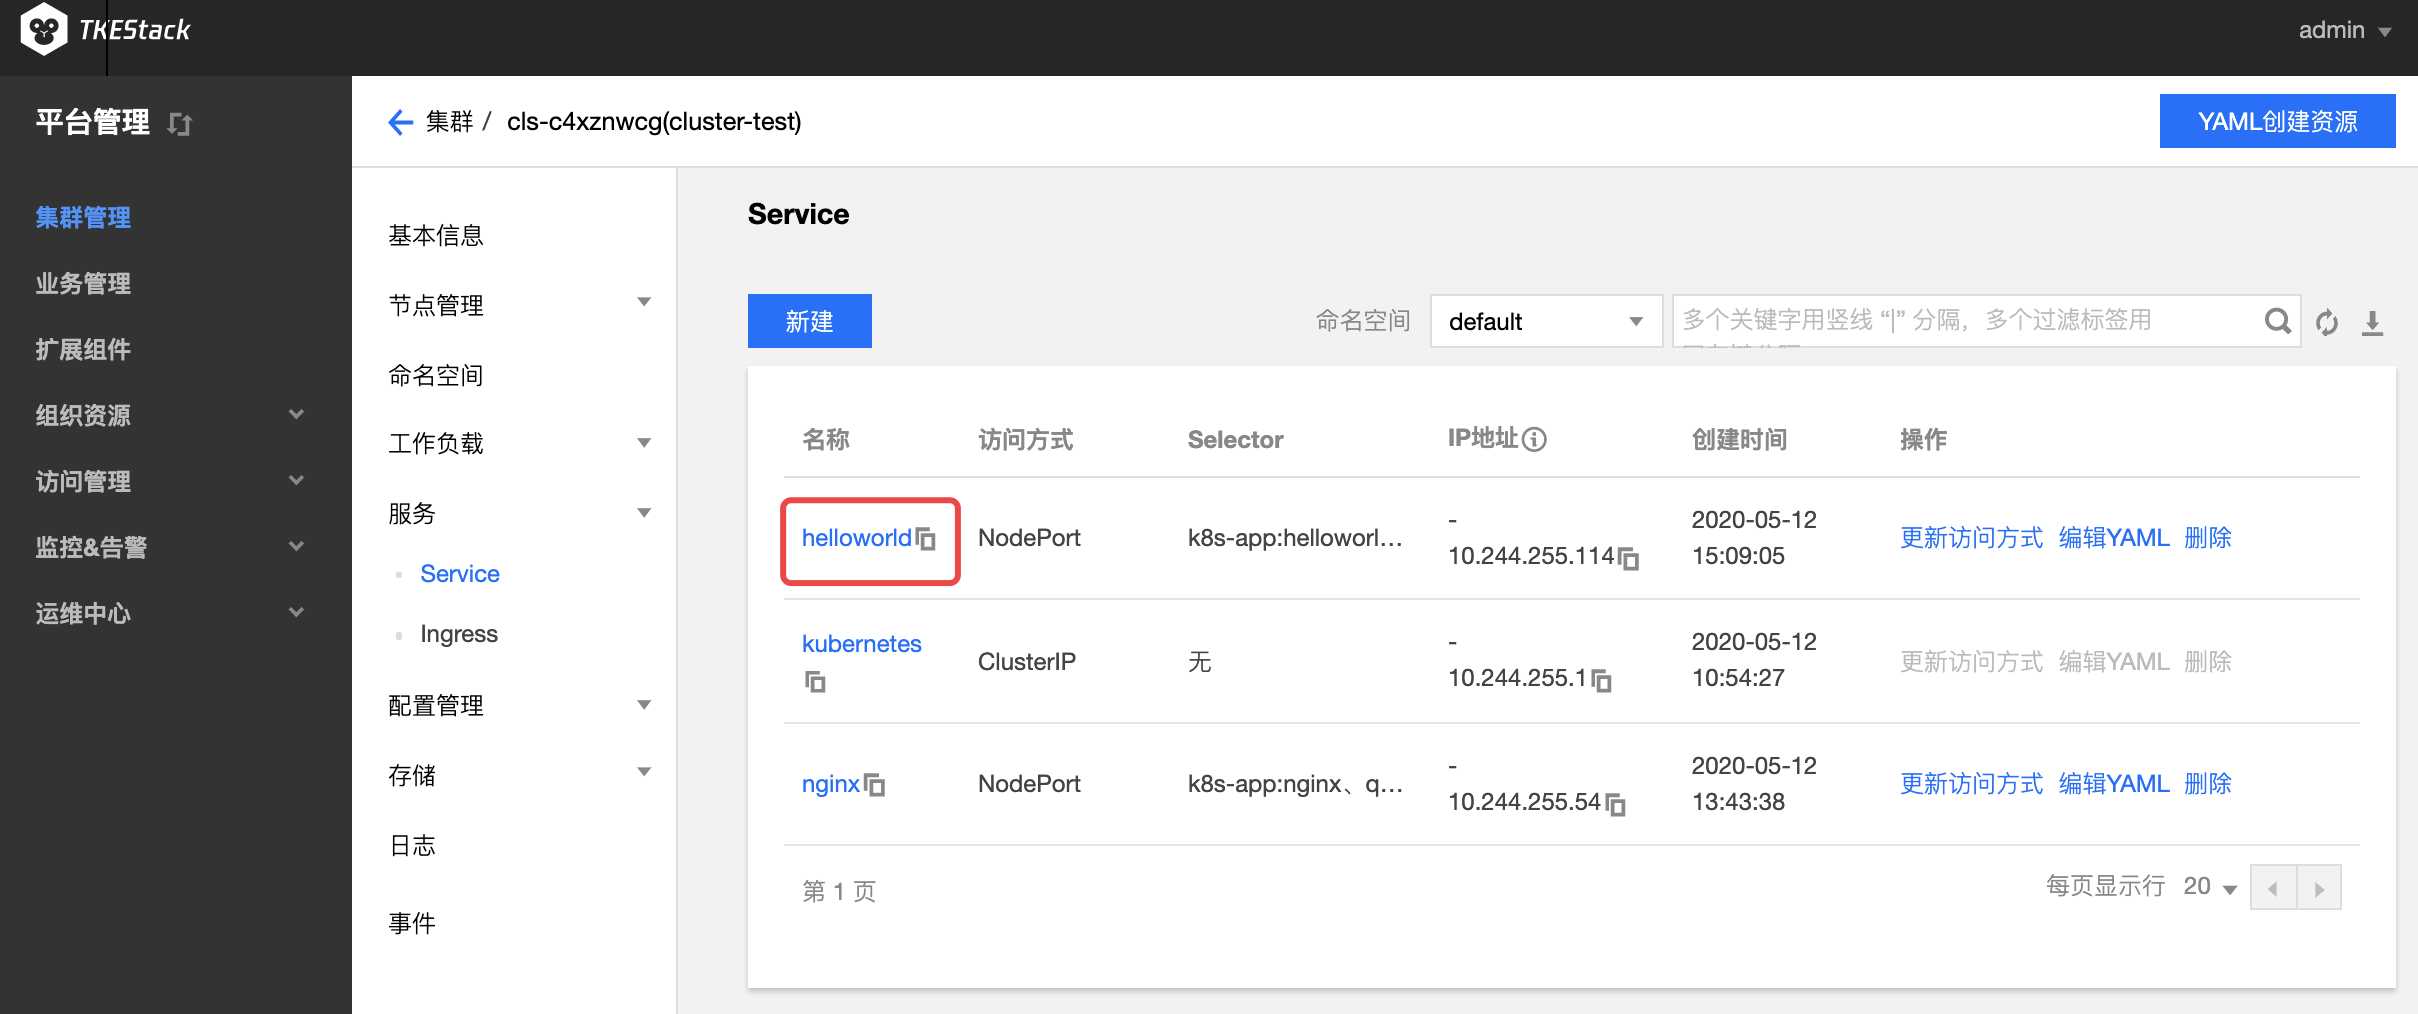 TKEStack
admin
平台管理
集群 / cls-c4xznwcg(cluster-test)
YAML创建资源
集群管理
业务管理
扩展组件
组织资源
访问管理
监控&告警
运维中心
基本信息
节点管理
命名空间
工作负载
服务
Service
Ingress
配置管理
存储
日志
事件
Service
新建
命名空间 default 多个关键字用竖线 “|” 分隔，多个过滤标签用
名称 访问方式 Selector IP地址 创建时间 操作
helloworld NodePort k8s-app:helloworl... - 10.244.255.114 2020-05-12 15:09:05 更新访问方式 编辑YAML 删除
kubernetes ClusterIP 无 - 10.244.255.1 2020-05-12 10:54:27 更新访问方式 编辑YAML 删除
nginx NodePort k8s-app:nginx、q... - 10.244.255.54 2020-05-12 13:43:38 更新访问方式 编辑YAML 删除
第 1 页
每页显示行 20